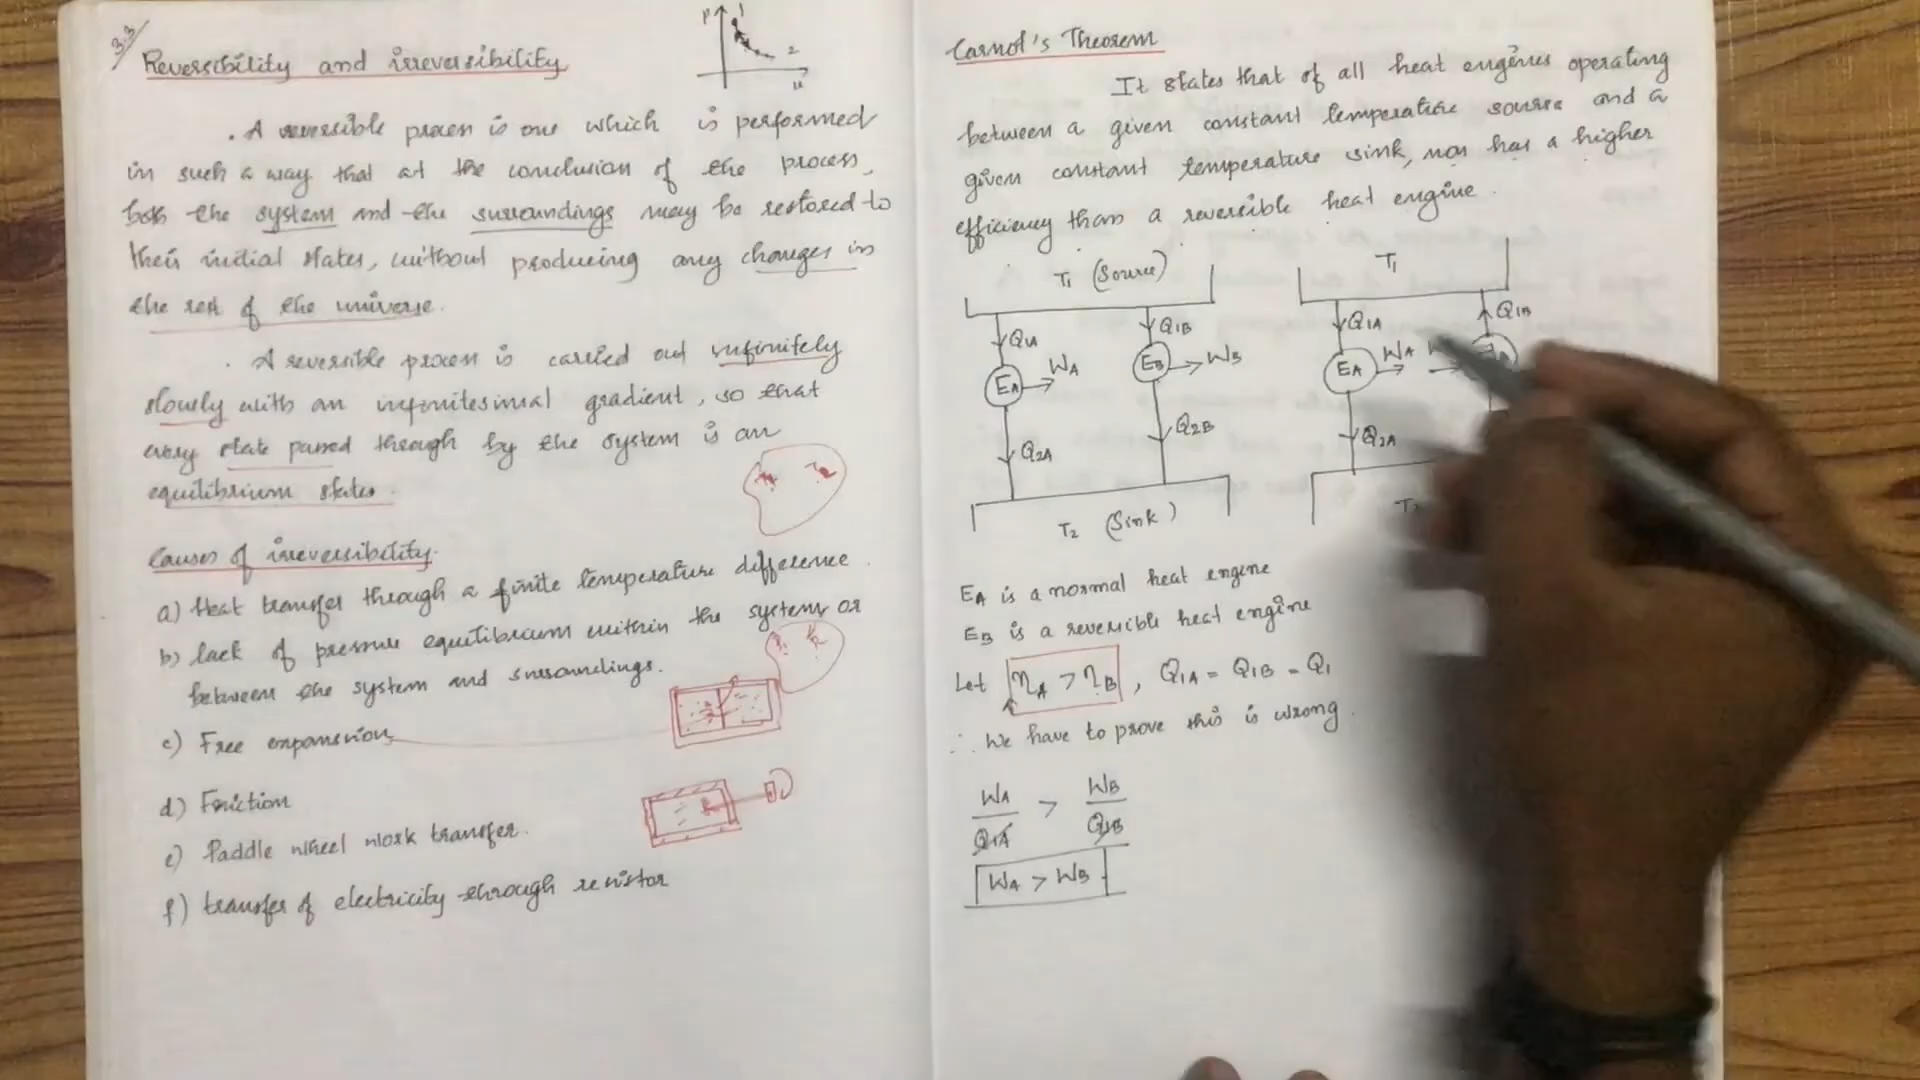 3.3
Reversibility and irreversibility
P
1
2
. A reversible process is one which is performed
in such a way that at the conclusion of the process,
both the system and the surroundings may be restored to
their initial states, without producing any changes in
the rest of the universe.
. A reversible process is carried out infinitely
slowly with an infinitesimal gradient, so that
every state passed through by the system is an
equilibrium states.
Causes of irreversibility.
a) Heat transfer through a finite temperature difference.
b) lack of pressure equilibrium within the system or
between the system and surroundings.
c) Free expansion
d) Friction
e) Paddle wheel work transfer.
f) transfer of electricity through resistor
Carnot's Theorem
It states that of all heat engines operating
between a given constant temperature source and a
given constant temperature sink, non has a higher
efficiency than a reversible heat engine.
T1 (Source)
Q1A
Q1B
EA
WA
EB
WB
Q2A
Q2B
T2 (Sink)
T1
Q1A
Q1B
EA
WA
Q2A
EA is a normal heat engine
EB is a reversible heat engine
Let ηA > ηB, Q1A = Q1B = Q1
∴ We have to prove this is wrong.
WA/Q1A > WB/Q1B
WA > WB